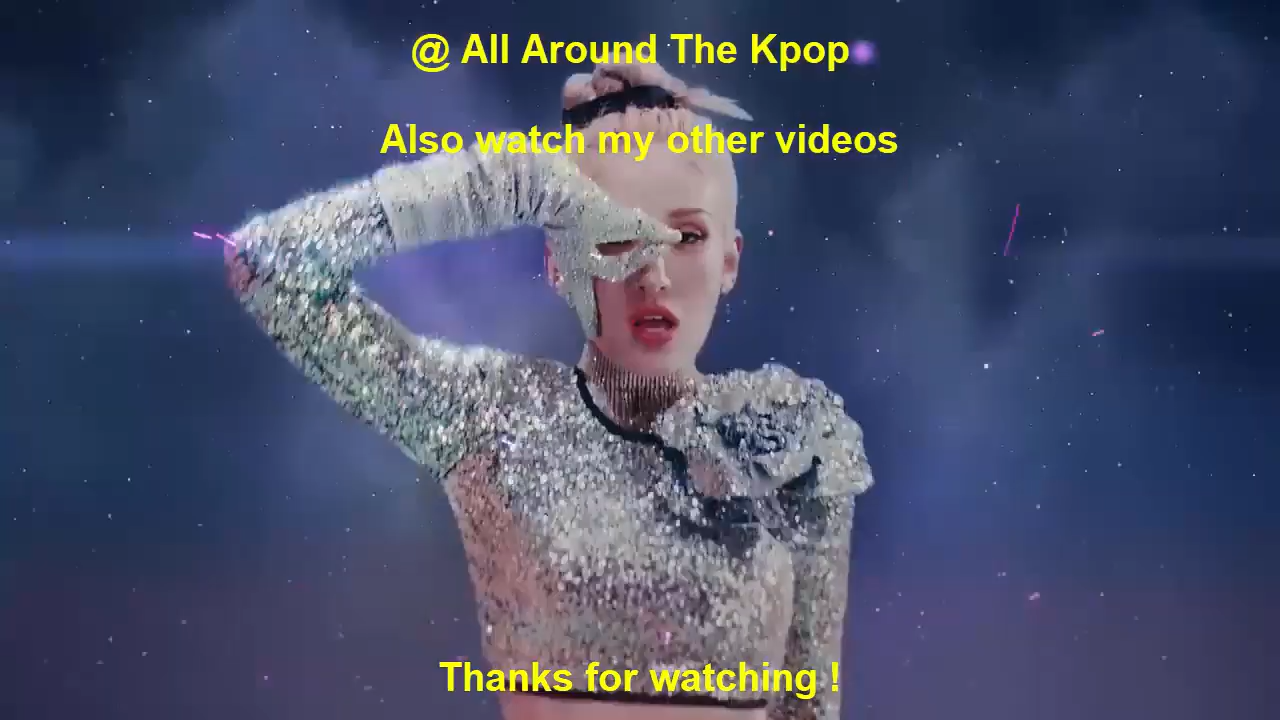 @ All Around The Kpop
Also watch my other videos
Thanks for watching !